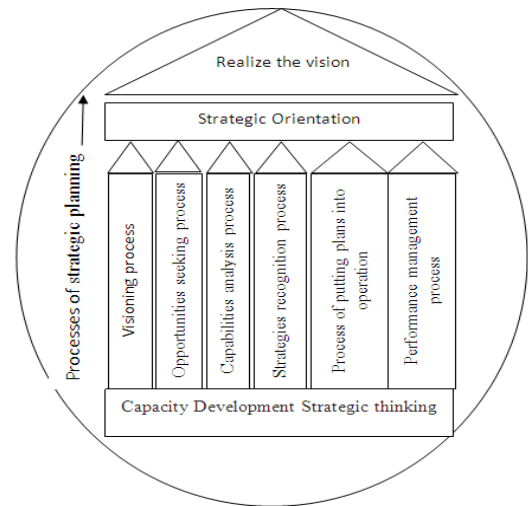 Realize the vision
Strategic Orientation
Processes of strategic planning
Visioning process
Opportunities seeking process
Capabilities analysis process
Strategies recognition process
Process of putting plans into
operation
Performance management
process
Capacity Development Strategic thinking